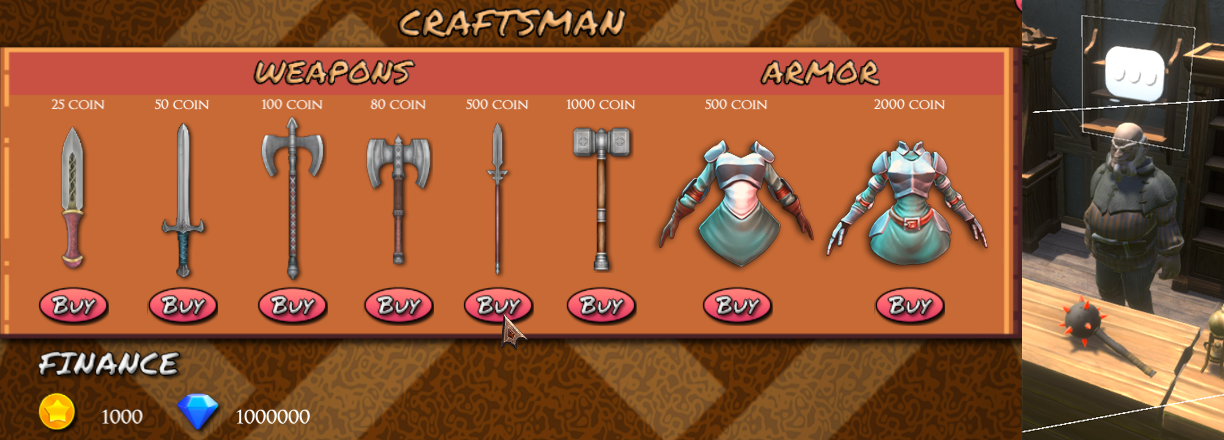 CRAFTSMAN
WEAPONS ARMOR
25 COIN 50 COIN 100 COIN 80 COIN 500 COIN 1000 COIN 500 COIN 2000 COIN
BUY BUY BUY BUY BUY BUY BUY BUY
FINANCE
1000 1000000